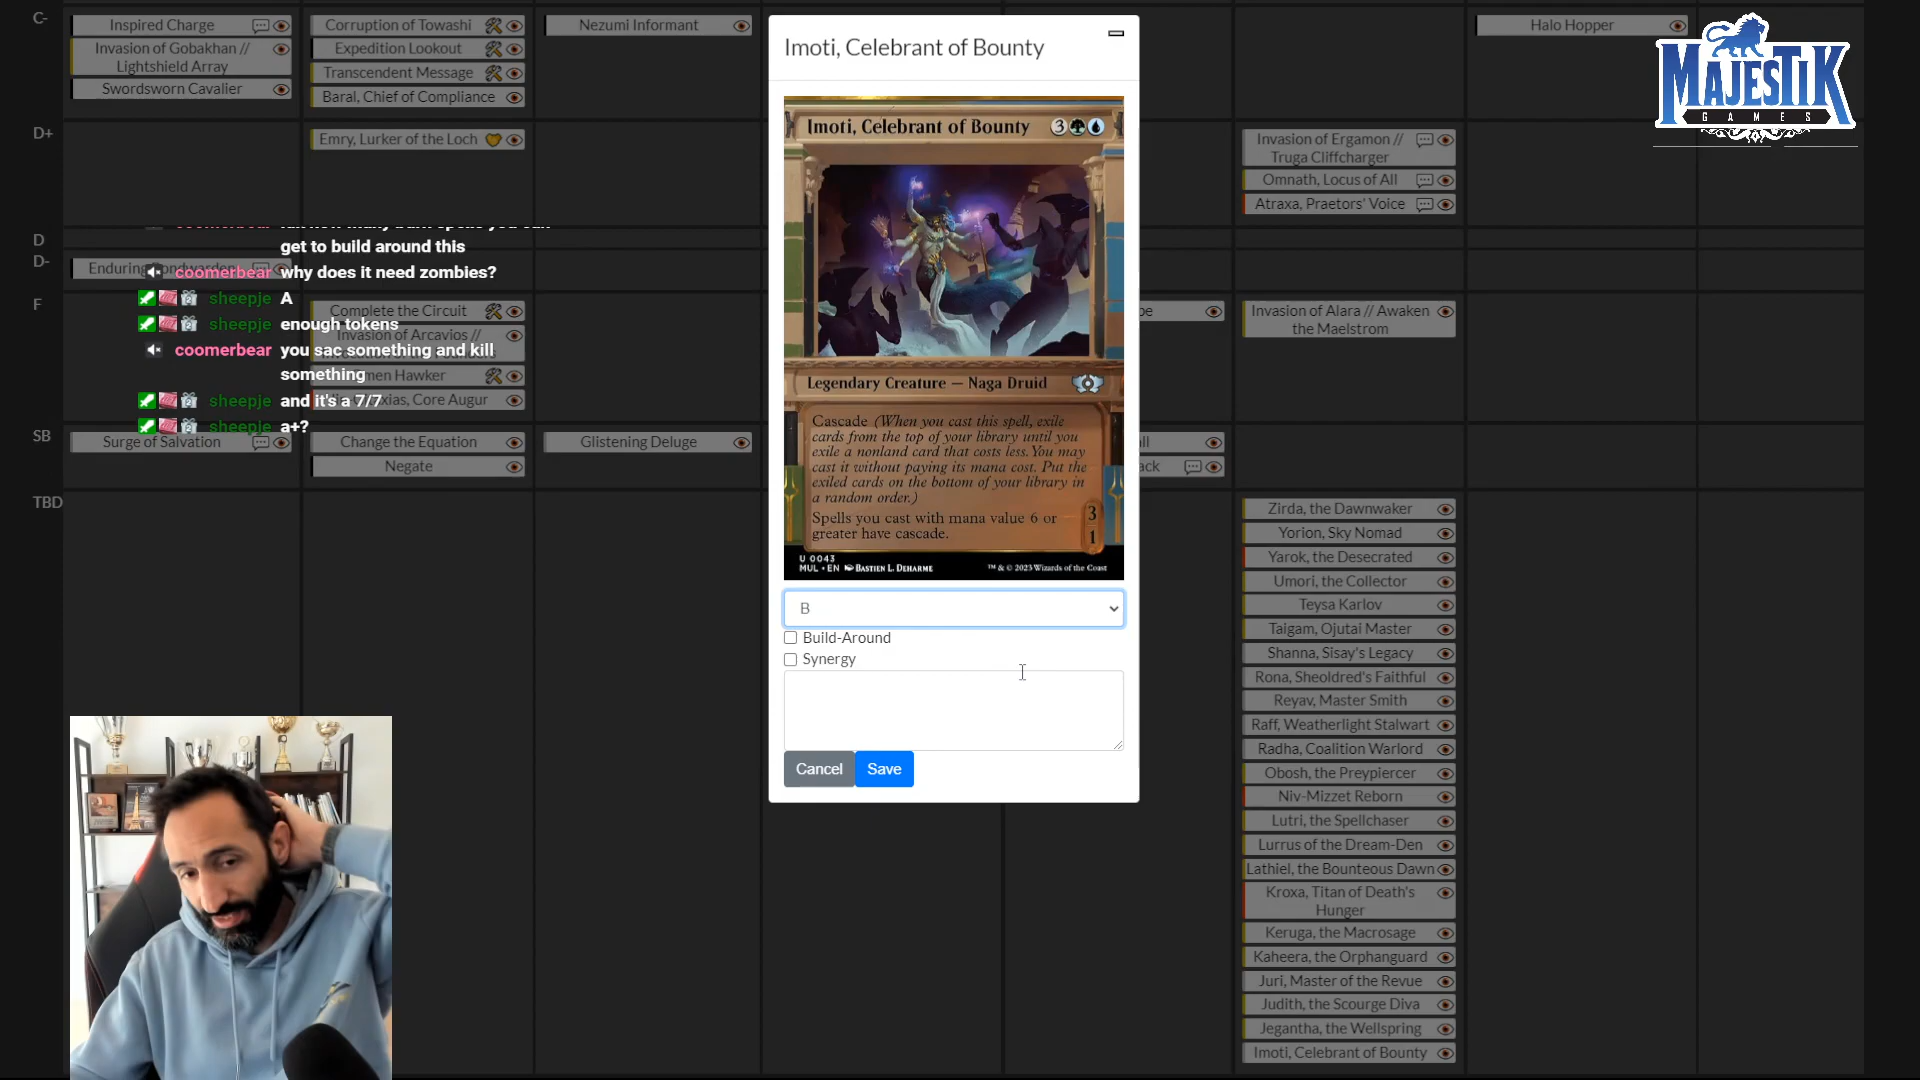 C-
Inspired Charge
Invasion of Gobakhan //
Lightshield Array
Swordsworn Cavalier
Corruption of Towashi
Expedition Lookout
Transcendent Message
Baral, Chief of Compliance
Nezumi Informant
Halo Hopper
MAJESTIK
GAMES
D+
Emry, Lurker of the Loch
Invasion of Ergamon //
Truga Cliffcharger
Omnath, Locus of All
Atraxa, Praetors' Voice
D
D-
F
Complete the Circuit
Invasion of Arcavios //
Invasion of Alara // Awaken
the Maelstrom
SB
Surge of Salvation
Change the Equation
Negate
Glistening Deluge
TBD
get to build around this
coomerbear why does it need zombies?
sheepje A
sheepje enough tokens
coomerbear you sac something and kill
something
sheepje and it's a 7/7
sheepje a+?
Imoti, Celebrant of Bounty
Imoti, Celebrant of Bounty 3
Legendary Creature — Naga Druid
Cascade (When you cast this spell, exile
cards from the top of your library until you
exile a nonland card that costs less. You may
cast it without paying its mana cost. Put the
exiled cards on the bottom of your library in
a random order.)
Spells you cast with mana value 6 or
greater have cascade.
3
1
U 0043
MUL • EN BASTIEN L. DEHARME
™ & © 2023 Wizards of the Coast
B
Build-Around
Synergy
Cancel
Save
Zirda, the Dawnwaker
Yorion, Sky Nomad
Yarok, the Desecrated
Umori, the Collector
Teysa Karlov
Taigam, Ojutai Master
Shanna, Sisay's Legacy
Rona, Sheoldred's Faithful
Reyav, Master Smith
Raff, Weatherlight Stalwart
Radha, Coalition Warlord
Obosh, the Preypiercer
Niv-Mizzet Reborn
Lutri, the Spellchaser
Lurrus of the Dream-Den
Lathiel, the Bounteous Dawn
Kroxa, Titan of Death's
Hunger
Keruga, the Macrosage
Kaheera, the Orphanguard
Juri, Master of the Revue
Judith, the Scourge Diva
Jegantha, the Wellspring
Imoti, Celebrant of Bounty